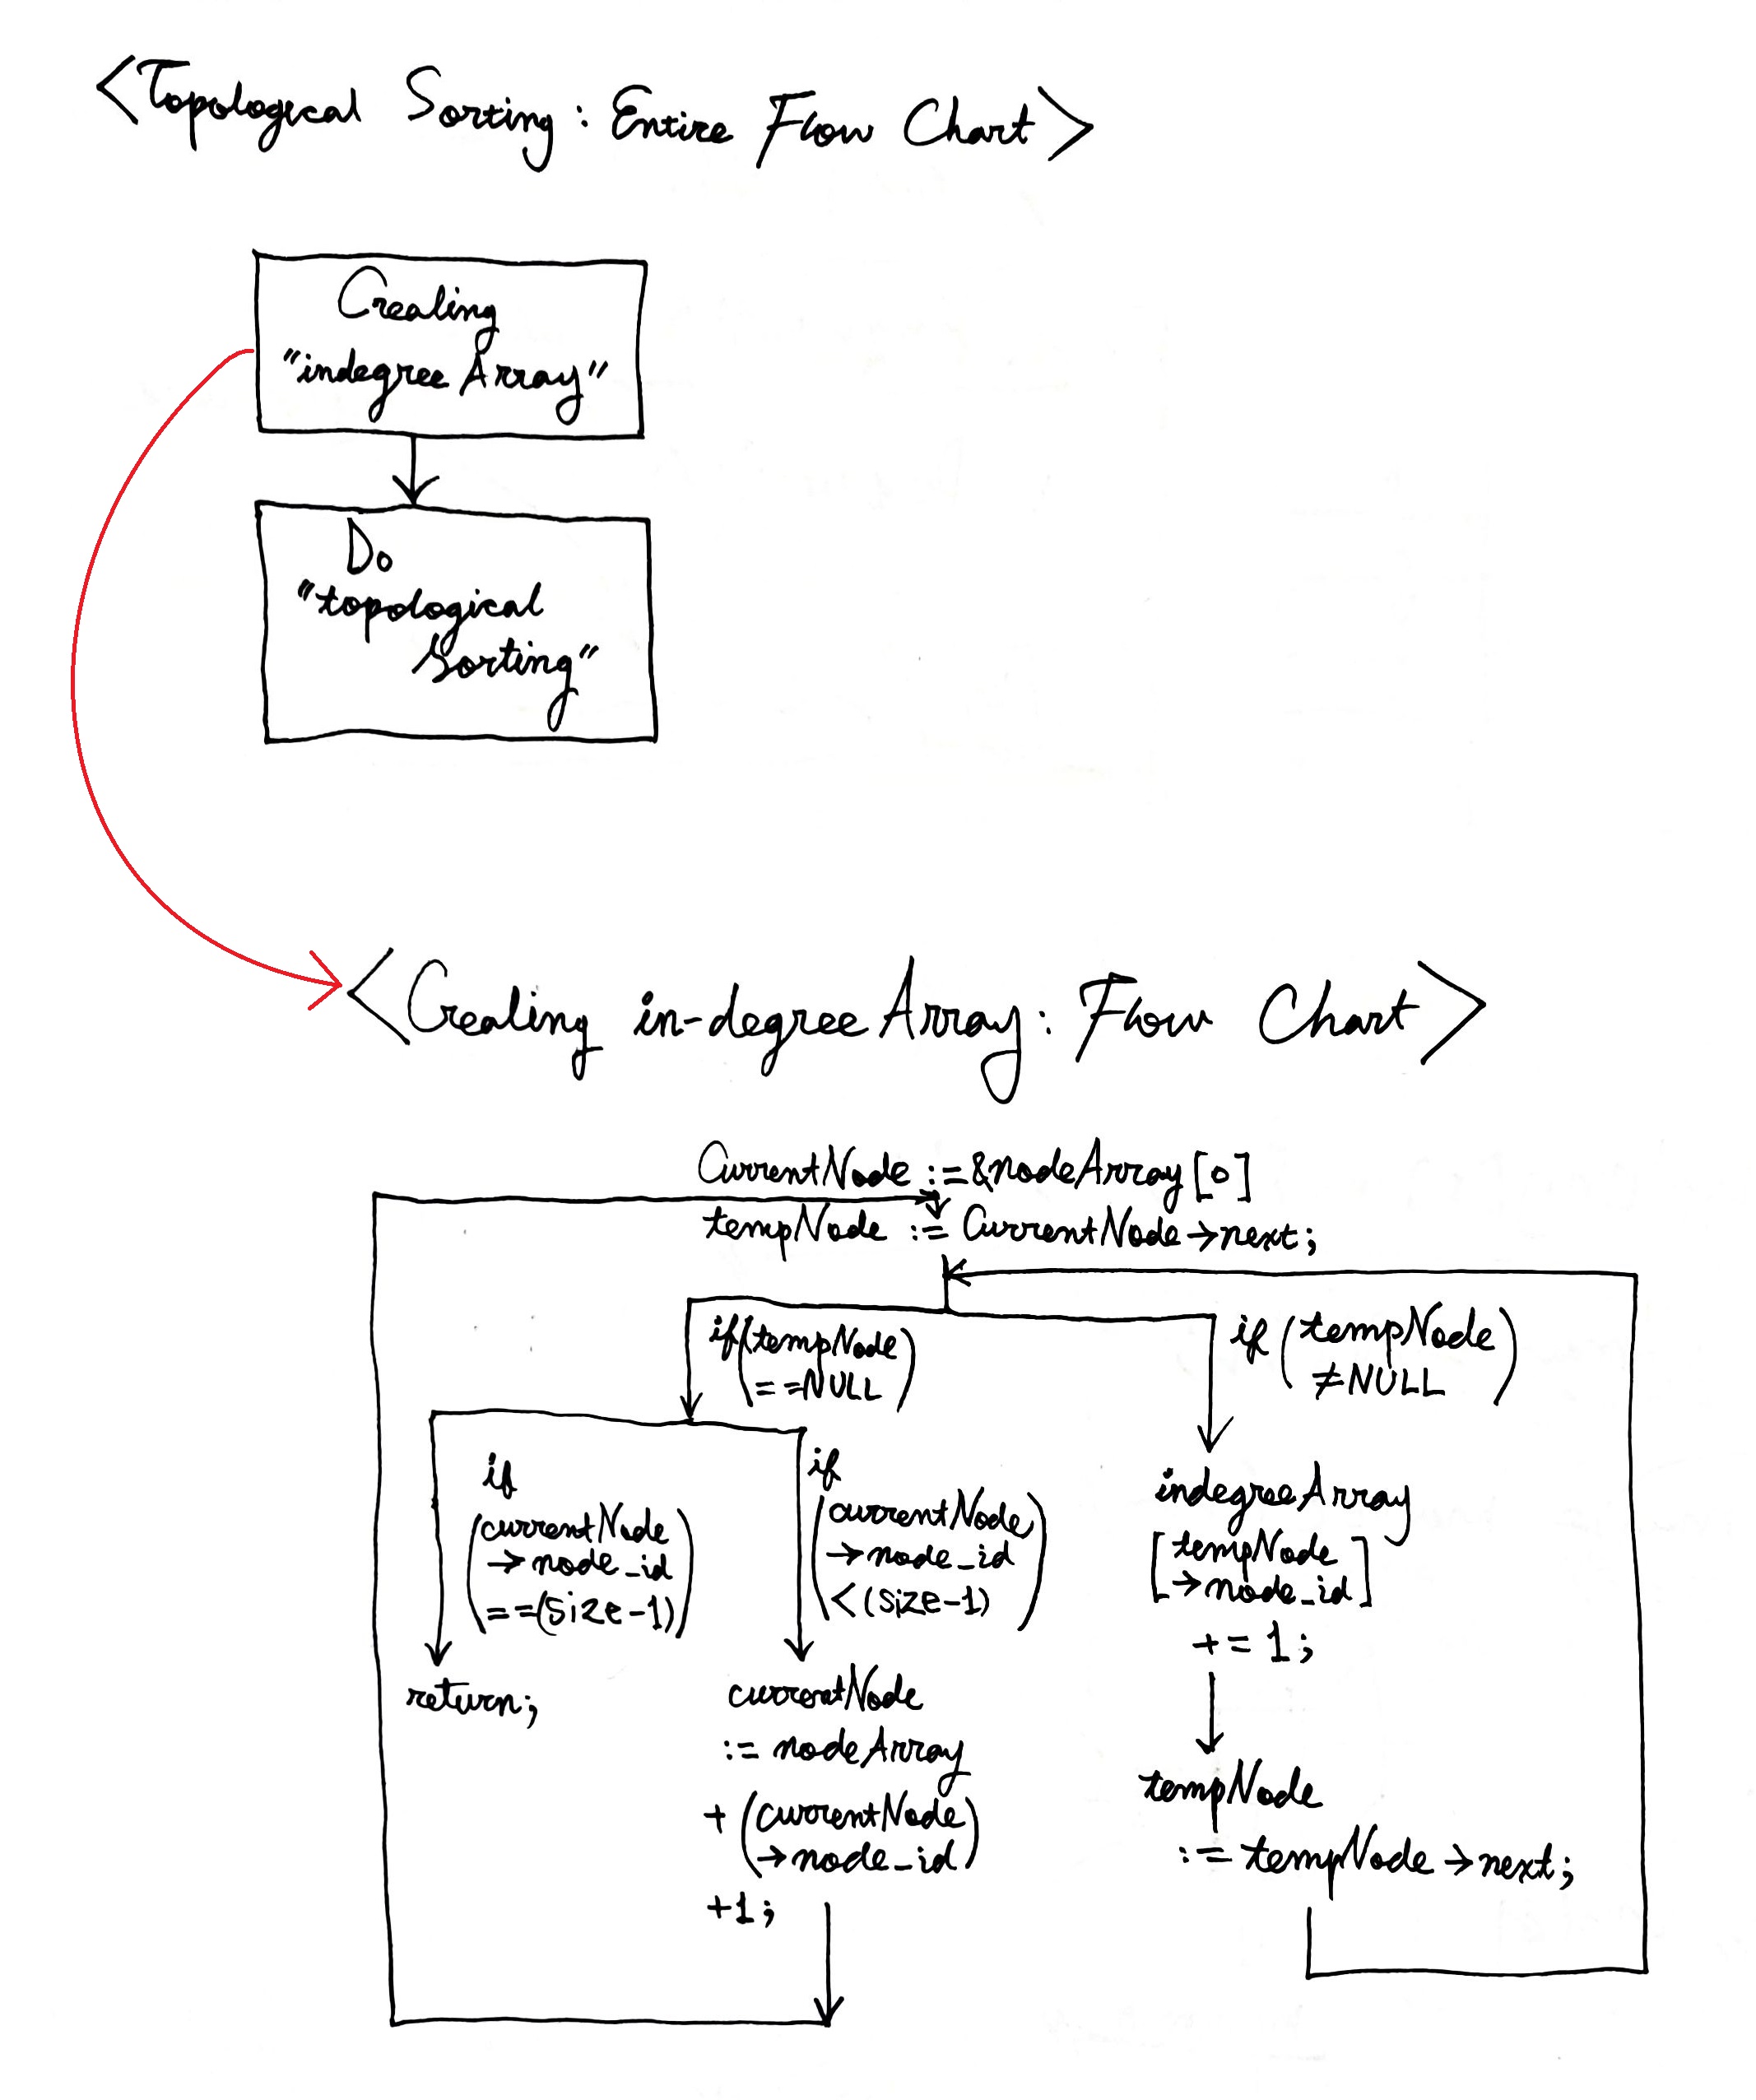 <Topological Sorting: Entire Flow Chart>
Creating
"indegree Array"
Do
"topological
Sorting"
<Creating in-degree Array: Flow Chart>
CurrentNode :=&nodeArray[0]
tempNode := CurrentNode→next;
if(tempNode
==NULL)
if (tempNode
≠NULL)
if
(currentNode
→node_id
==(size-1))
return;
if
(currentNode
→node_id
<(size-1))
currentNode
:= nodeArray
+ (currentNode
→node_id)
+1;
indegreeArray
[tempNode
→node_id]
+= 1;
tempNode
:= tempNode→next;